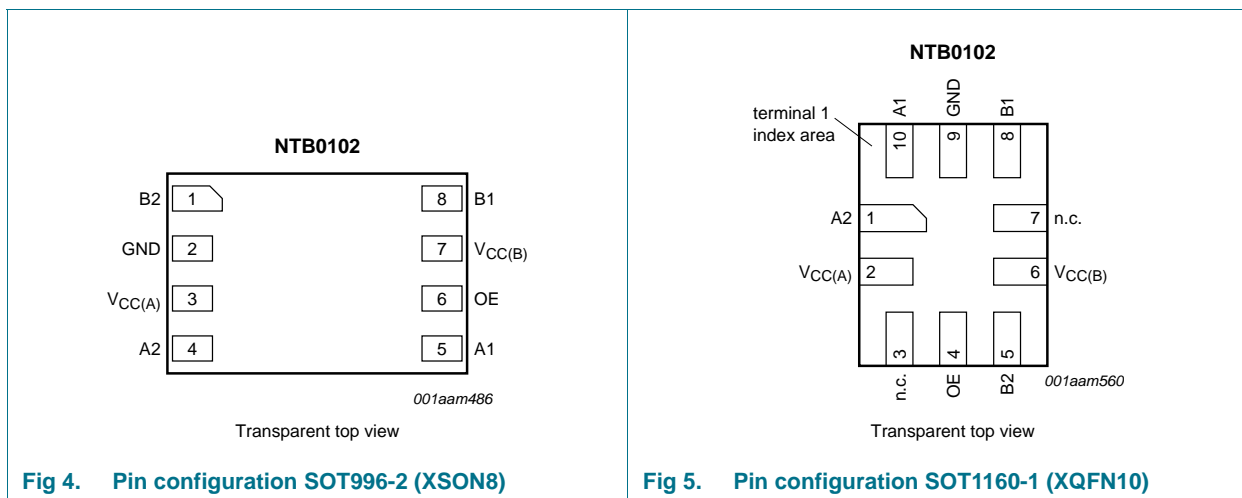 NTB0102
B2 1 8 B1
GND 2 7 VCC(B)
VCC(A) 3 6 OE
A2 4 5 A1
001aam486
Transparent top view
Fig 4. Pin configuration SOT996-2 (XSON8)
NTB0102
terminal 1
index area
A1 GND B1
10 9 8
A2 1 7 n.c.
VCC(A) 2 6 VCC(B)
3 4 5
n.c. OE B2
001aam560
Transparent top view
Fig 5. Pin configuration SOT1160-1 (XQFN10)